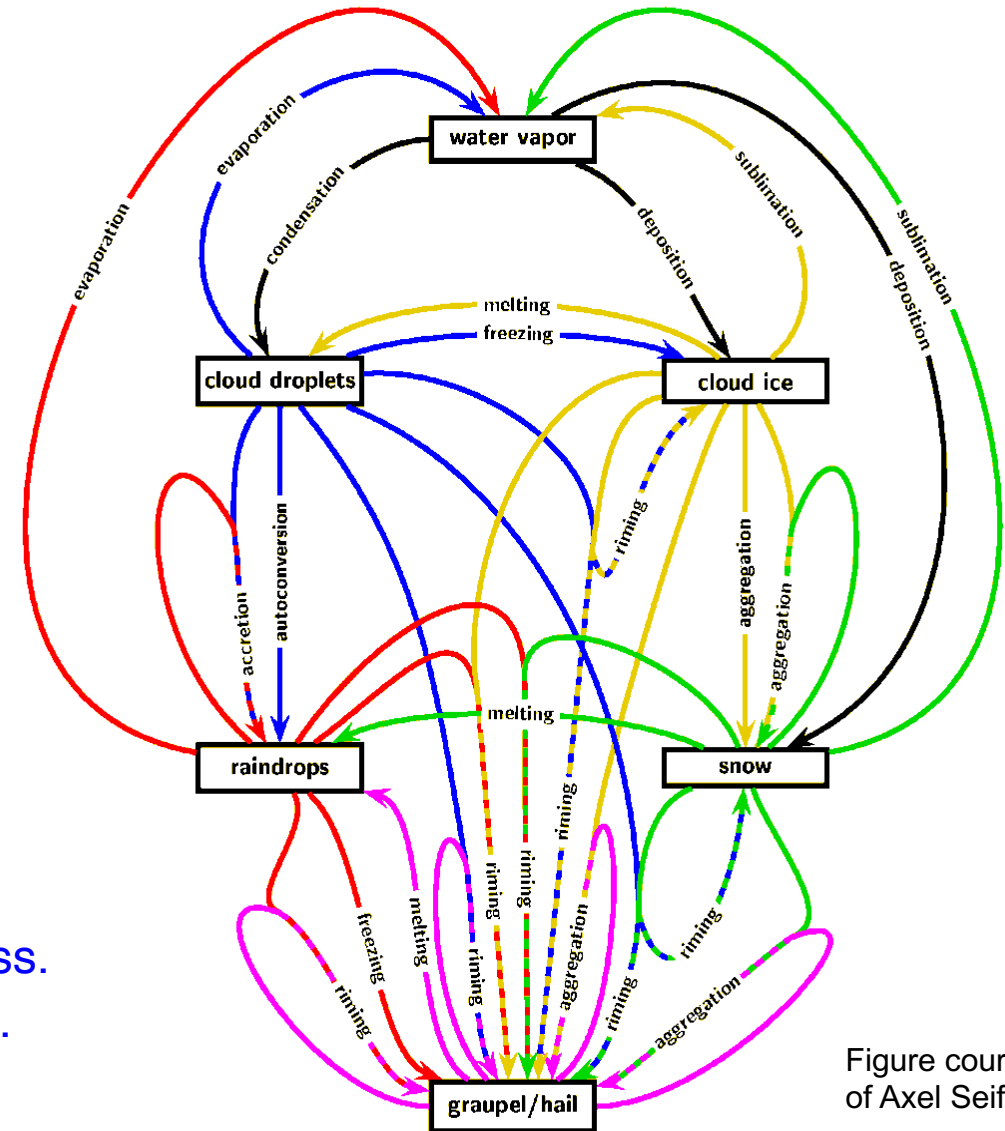 water vapor
evaporation
evaporation
condensation
deposition
sublimation
sublimation
deposition
melting
freezing
cloud droplets
cloud ice
riming
accretion
autoconversion
aggregation
aggregation
melting
raindrops
snow
riming
freezing
melting
riming
riming
riming
riming
aggregation
riming
riming
aggregation
ss.
.
graupel/hail
Figure cour
of Axel Seif